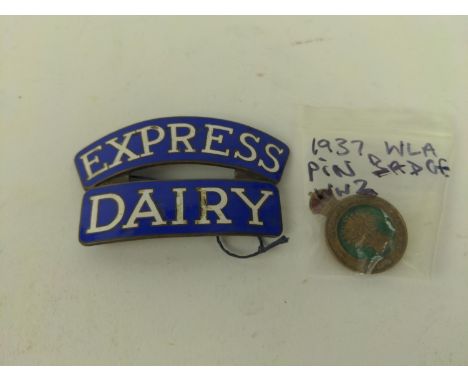 EXPRESS
DAIRY
1937 WLA
PIN BADGE
WW2